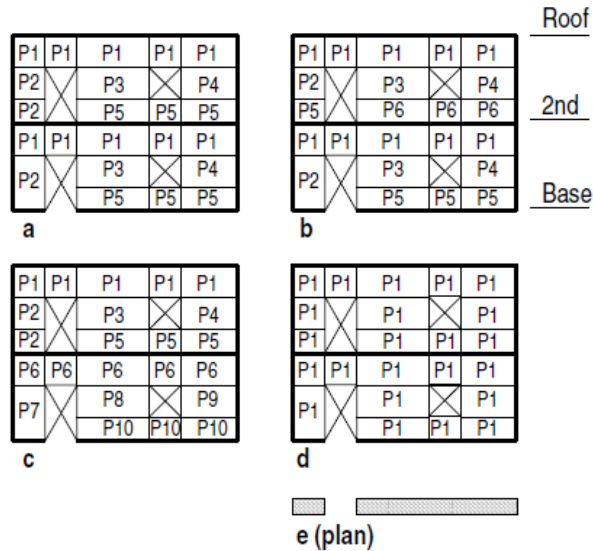 Roof
P1 P1 P1 P1 P1 P1 P1 P1 P1 P1
P2 P3 P4 P2 P3 P4
P2 P5 P5 P5 P5 P6 P6 P6 2nd
P1 P1 P1 P1 P1 P1 P1 P1 P1 P1
P2 P3 P4 P2 P3 P4
P5 P5 P5 P5 P5 P5 Base
a b
P1 P1 P1 P1 P1 P1 P1 P1 P1 P1
P2 P3 P4 P1 P1 P1
P2 P5 P5 P5 P1 P1 P1 P1
P6 P6 P6 P6 P6 P1 P1 P1 P1 P1
P7 P8 P9 P1 P1 P1
P10 P10 P10 P1 P1 P1
c d
e (plan)